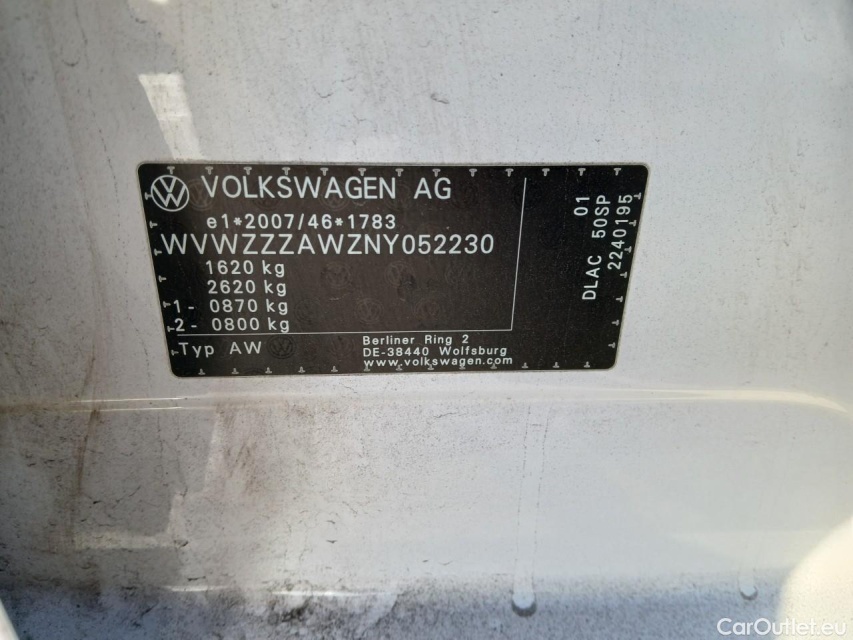 VOLKSWAGEN AG
e1*2007/46*1783
WVWZZZAWZNY052230
1620 kg
2620 kg
1- 0870 kg
2- 0800 kg
Typ AW
Berliner Ring 2
DE-38440 Wolfsburg
www.volkswagen.com
01
DLAC 50SP
2240195
CarOutlet.eu